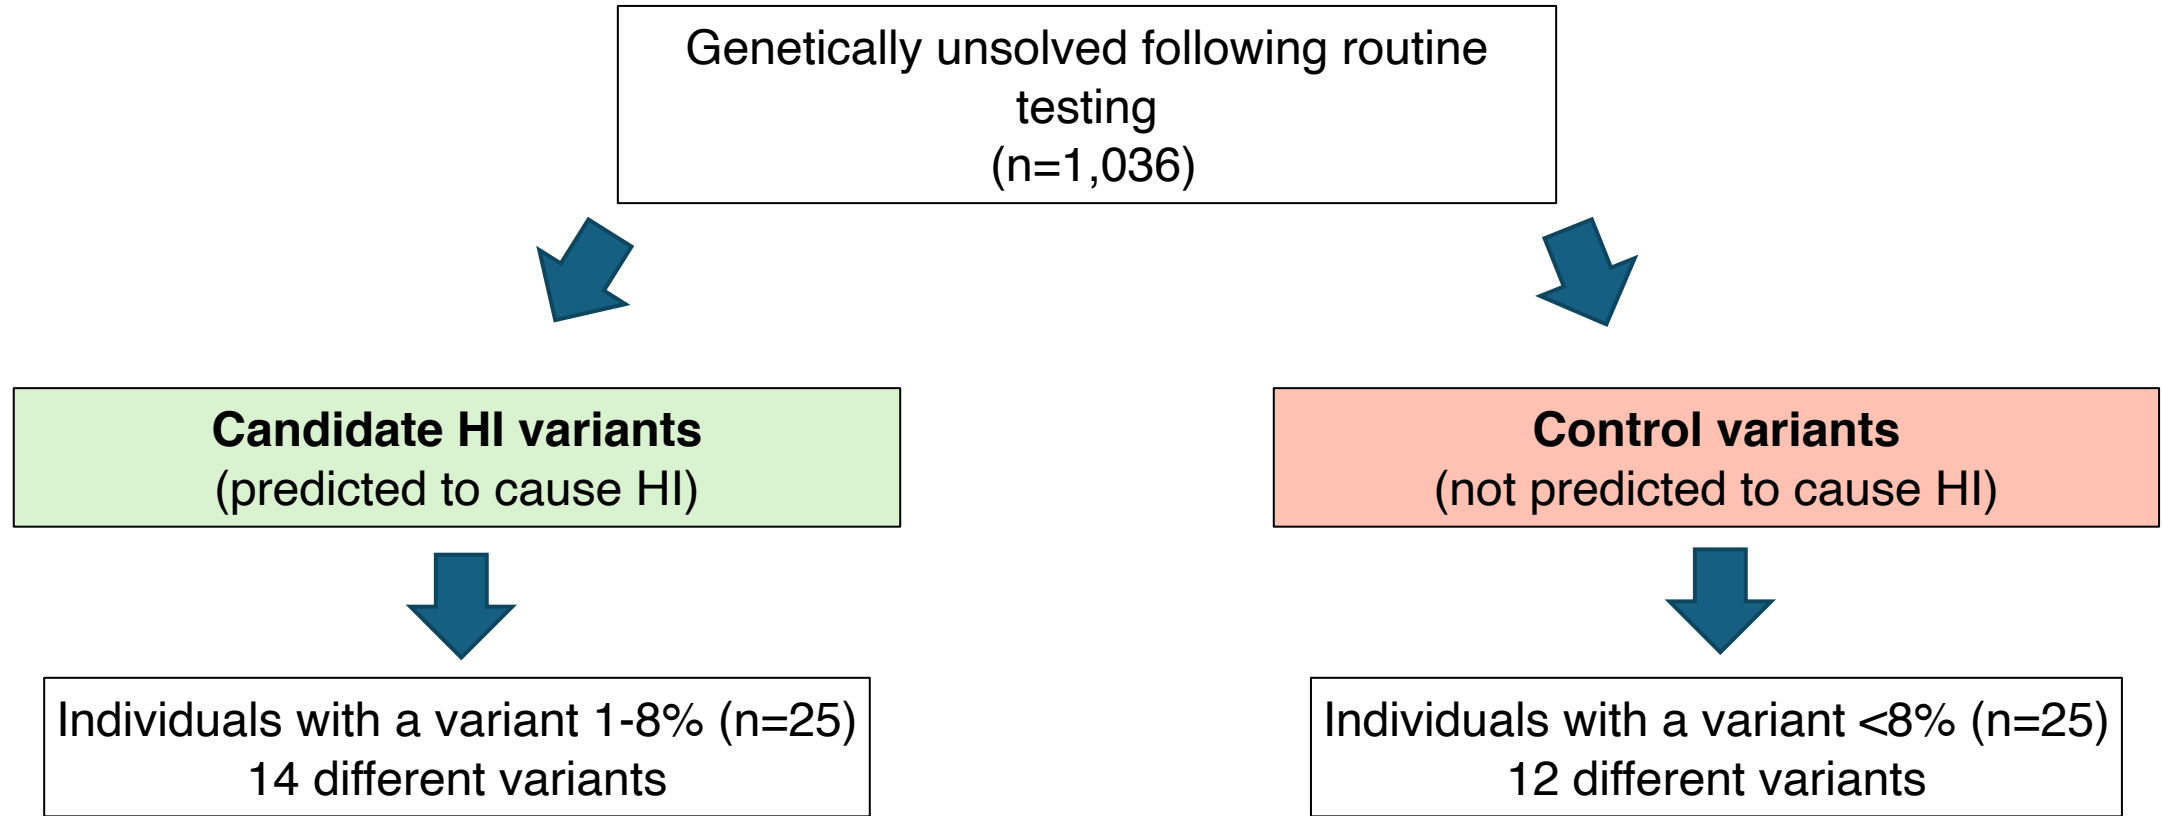 Genetically unsolved following routine
testing
(n=1,036)
Candidate HI variants
(predicted to cause HI)
Control variants
(not predicted to cause HI)
Individuals with a variant 1-8% (n=25)
14 different variants
Individuals with a variant <8% (n=25)
12 different variants